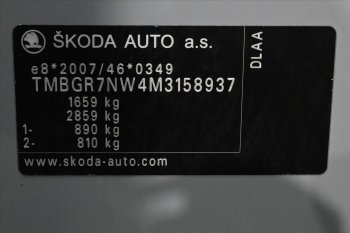 ŠKODA AUTO a.s.
e8*2007/46*0349
TMBGR7NW4M3158937
1659 kg
2859 kg
1- 890 kg
2- 810 kg
www.skoda-auto.com
DLAA